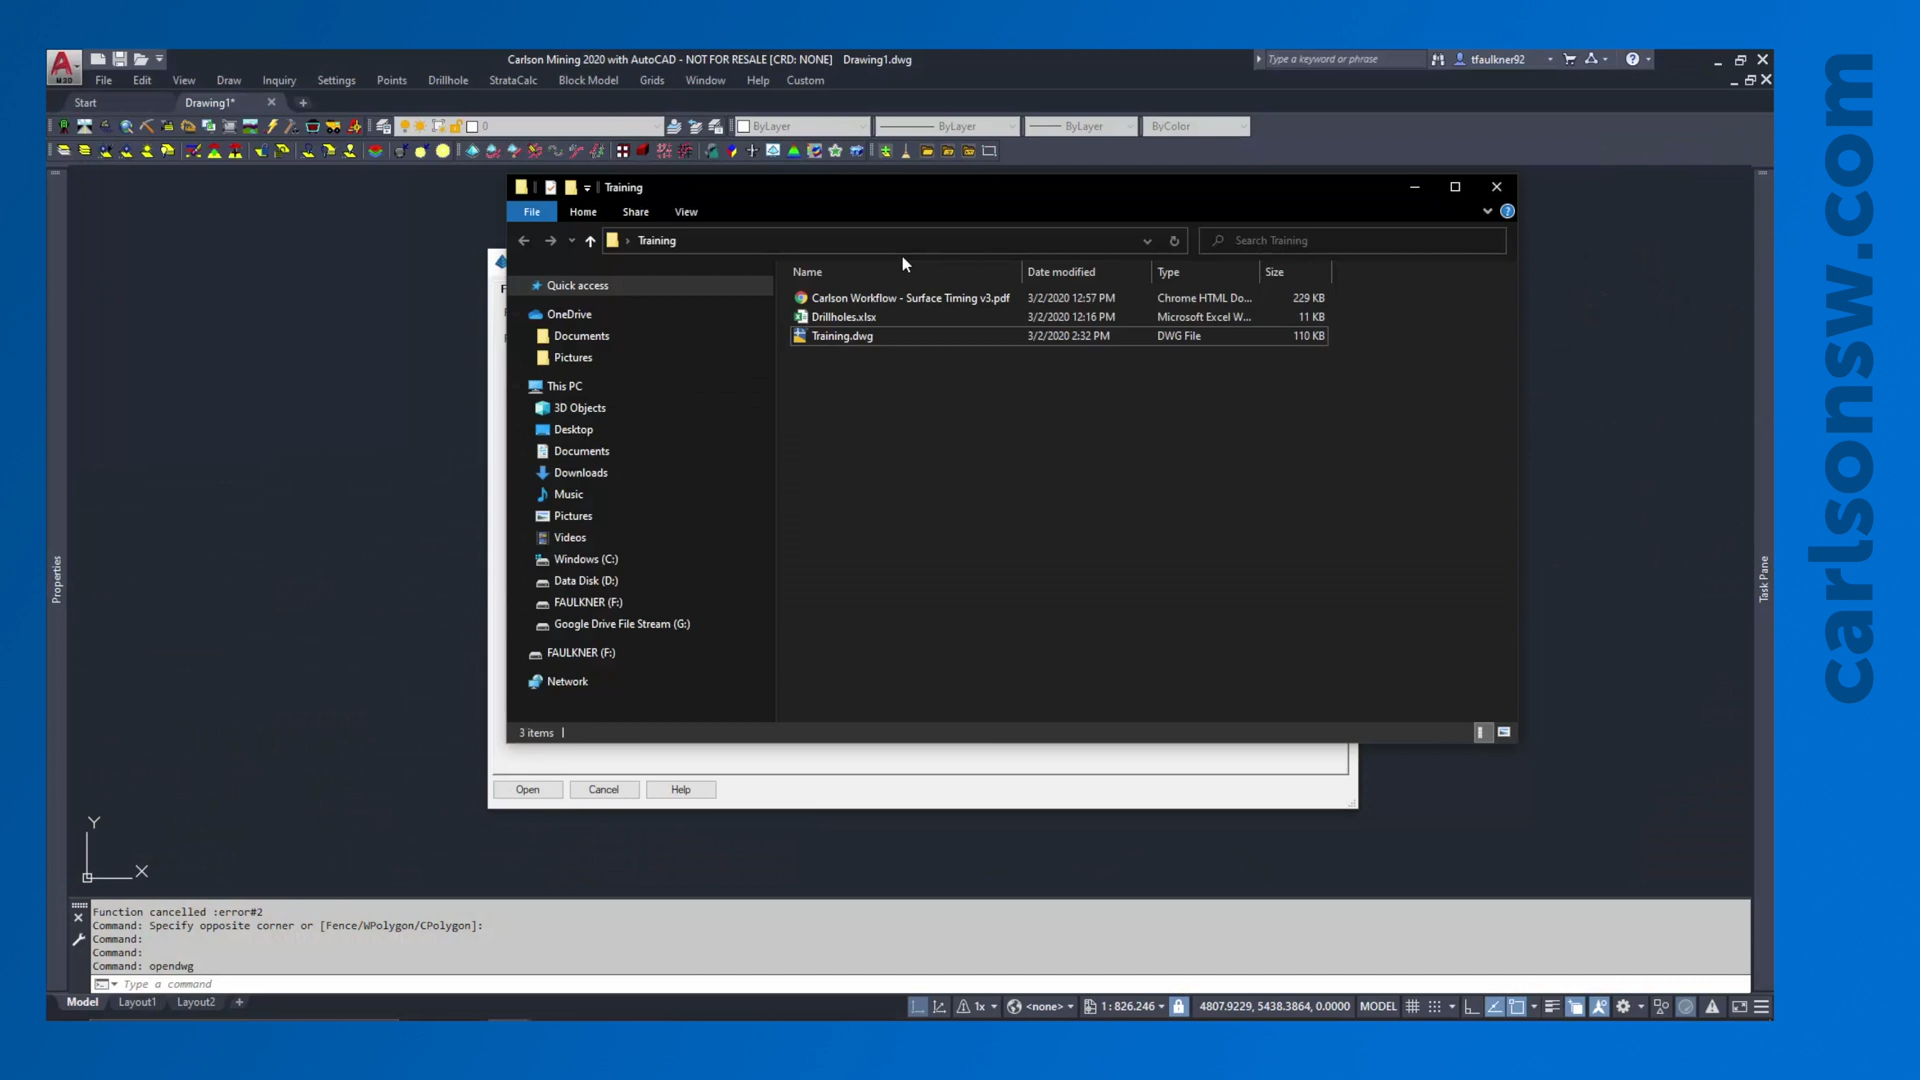 Carlson Mining 2020 with AutoCAD - NOT FOR RESALE [CRD: NONE] Drawing1.dwg
Type a keyword or phrase
tfaulkner92
M3D
File Edit View Draw Inquiry Settings Points Drillhole StrataCalc Block Model Grids Window Help Custom
Start Drawing1*
0 ByLayer ByLayer ByLayer ByColor
Training
File Home Share View
Training
Search Training
Name Date modified Type Size
Carlson Workflow - Surface Timing v3.pdf 3/2/2020 12:57 PM Chrome HTML Do... 229 KB
Drillholes.xlsx 3/2/2020 12:16 PM Microsoft Excel W... 11 KB
Training.dwg 3/2/2020 2:32 PM DWG File 110 KB
Quick access
OneDrive
Documents
Pictures
This PC
3D Objects
Desktop
Documents
Downloads
Music
Pictures
Videos
Windows (C:)
Data Disk (D:)
FAULKNER (F:)
Google Drive File Stream (G:)
FAULKNER (F:)
Network
3 items
Open Cancel Help
Properties
Task Pane
Y
X
Function cancelled :error#2
Command: Specify opposite corner or [Fence/WPolygon/CPolygon]:
Command:
Command:
Command: opendwg
Type a command
Model Layout1 Layout2
1x <none> 1 : 826.246 4807.9229, 5438.3864, 0.0000 MODEL
carlsonsw.com